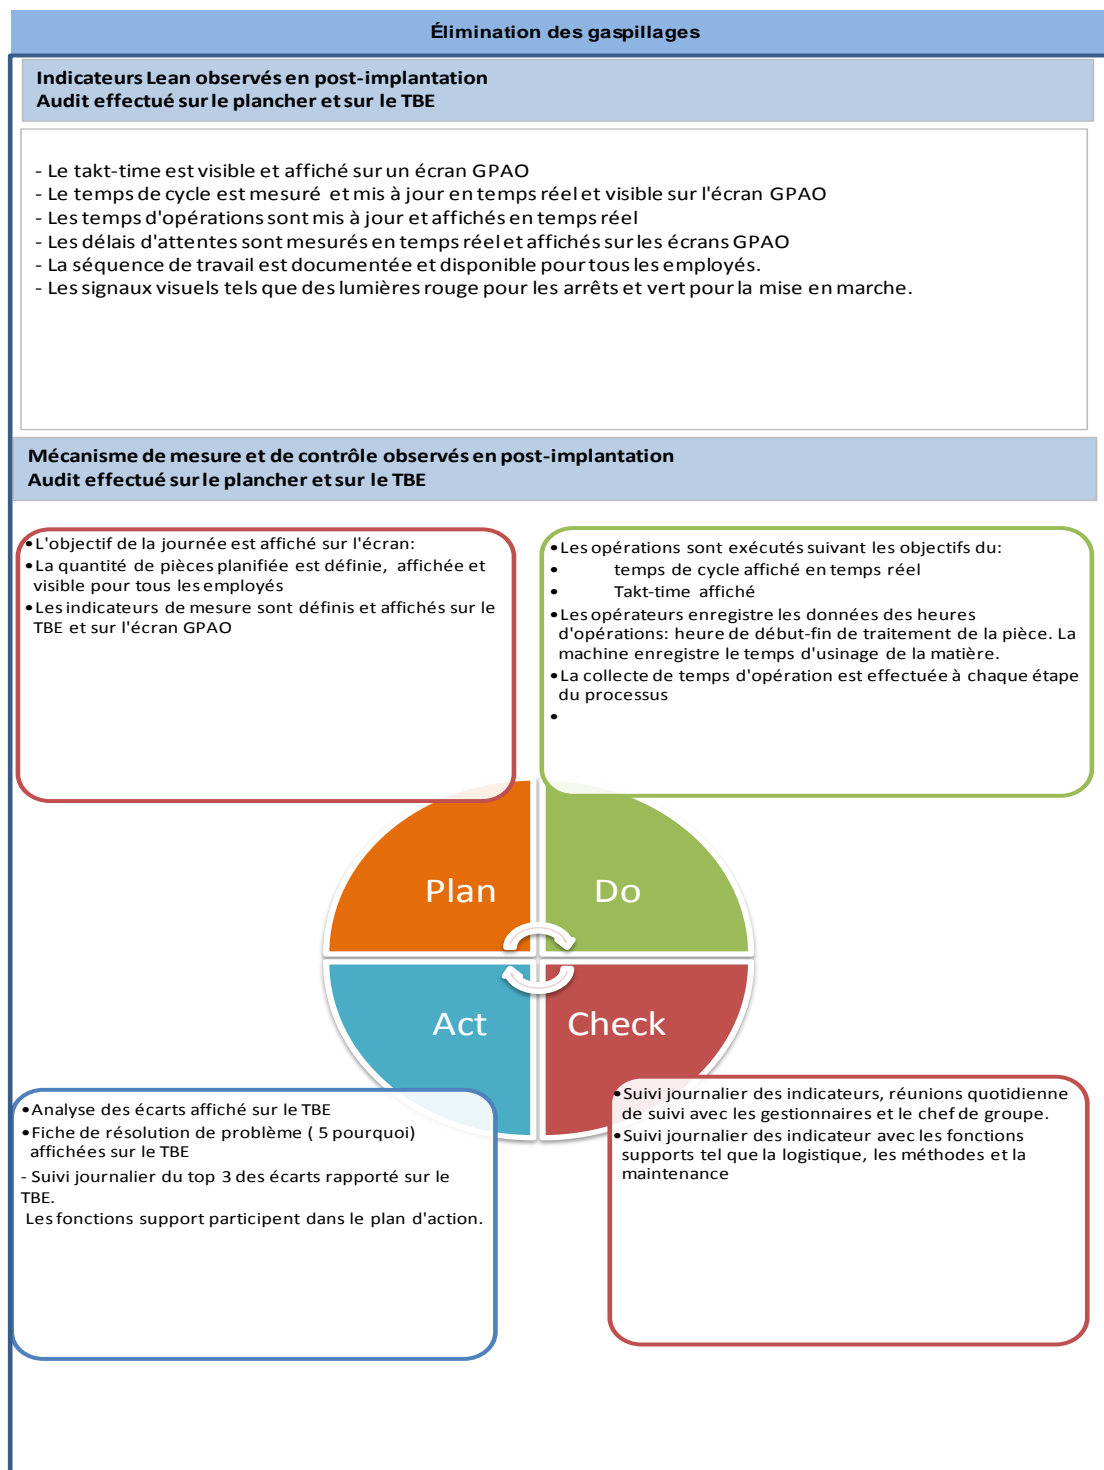 Élimination des gaspillages
Indicateurs Lean observés en post-implantation
Audit effectué sur le plancher et sur le TBE
- Le takt-time est visible et affiché sur un écran GPAO
- Le temps de cycle est mesuré et mis à jour en temps réel et visible sur l'écran GPAO
- Les temps d'opérations sont mis à jour et affichés en temps réel
- Les délais d'attentes sont mesurés en temps réel et affichés sur les écrans GPAO
- La séquence de travail est documentée et disponible pour tous les employés.
- Les signaux visuels tels que des lumières rouge pour les arrêts et vert pour la mise en marche.
Mécanisme de mesure et de contrôle observés en post-implantation
Audit effectué sur le plancher et sur le TBE
•L'objectif de la journée est affiché sur l'écran:
•La quantité de pièces planifiée est définie, affichée et
visible pour tous les employés
•Les indicateurs de mesure sont définis et affichés sur le
TBE et sur l'écran GPAO
•Les opérations sont exécutés suivant les objectifs du:
• temps de cycle affiché en temps réel
• Takt-time affiché
•Les opérateurs enregistre les données des heures
d'opérations: heure de début-fin de traitement de la pièce. La
machine enregistre le temps d'usinage de la matière.
•La collecte de temps d'opération est effectuée à chaque étape
du processus
•
Plan
Do
Act
Check
•Analyse des écarts affiché sur le TBE
•Fiche de résolution de problème ( 5 pourquoi)
affichées sur le TBE
- Suivi journalier du top 3 des écarts rapporté sur le
TBE.
Les fonctions support participent dans le plan d'action.
•Suivi journalier des indicateurs, réunions quotidienne
de suivi avec les gestionnaires et le chef de groupe.
•Suivi journalier des indicateur avec les fonctions
supports tel que la logistique, les méthodes et la
maintenance